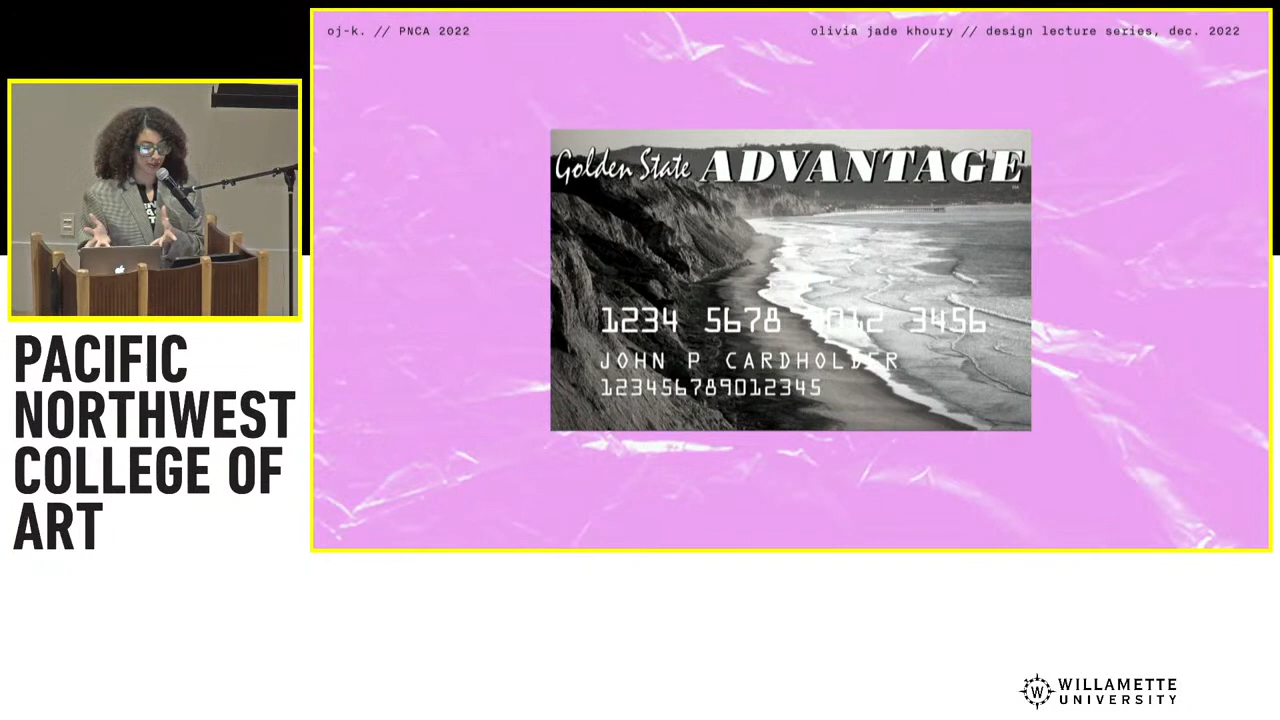 oj-k. // PNCA 2022
olivia jade khoury // design lecture series, dec. 2022
Golden State ADVANTAGE
1234 5678 9012 3456
JOHN P CARDHOLDER
123456789012345
PACIFIC
NORTHWEST
COLLEGE OF
ART
W WILLAMETTE
UNIVERSITY